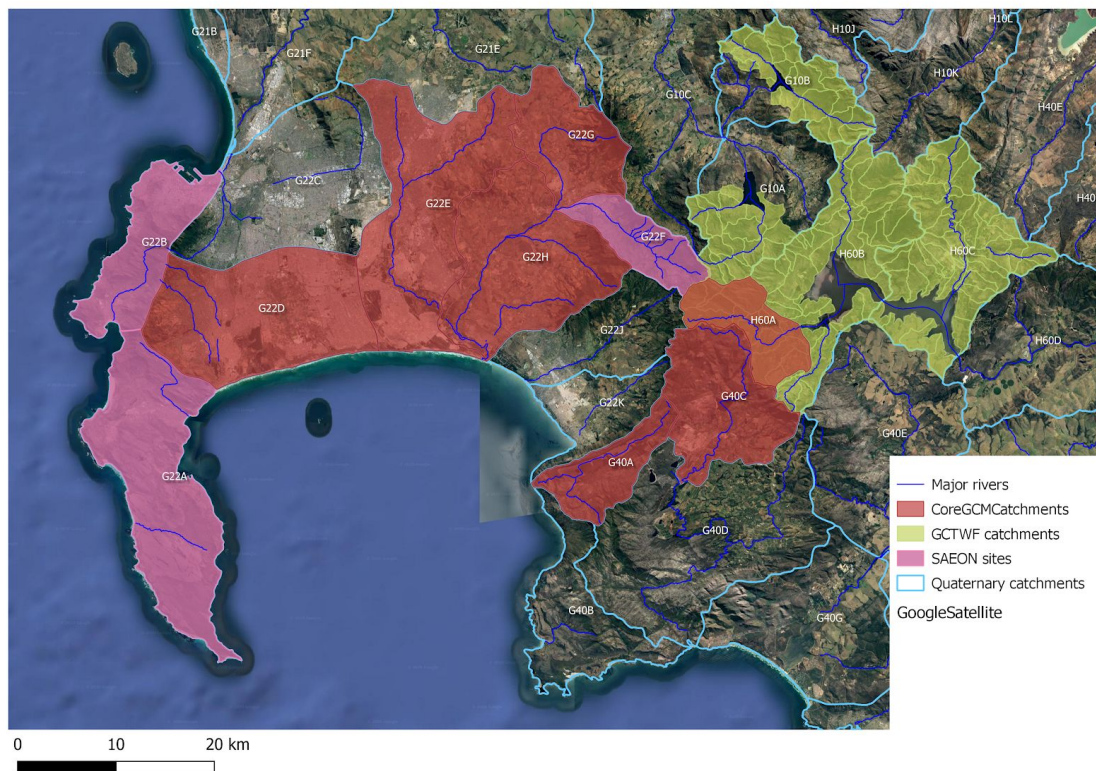 G21B
G21F
G21E
H10J
H10L
H10K
G10B
G10C
H40E
G22G
G22C
G10A
H40
G22E
G22F
G22B
H60B
H60C
G22H
G22D
H60A
G22J
H60D
G22K
G40C
G40E
G40A
G22A
G40D
G40B
G40G
Major rivers
CoreGCMCatchments
GCTWF catchments
SAEON sites
Quaternary catchments
GoogleSatellite
0 10 20 km